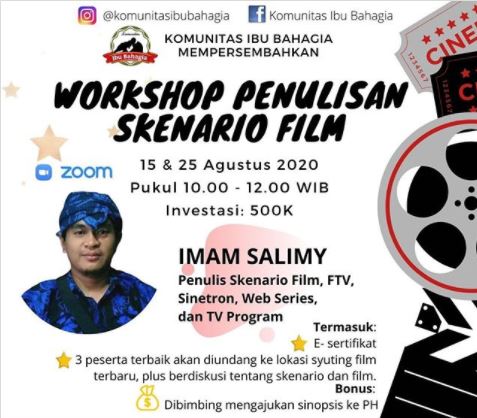 @komunitasibubahagia
Komunitas Ibu Bahagia
KOMUNITAS IBU BAHAGIA
MEMPERSEMBAHKAN
Ibu Bahagia
WORKSHOP PENULISAN
SKENARIO FILM
zoom
15 & 25 Agustus 2020
Pukul 10.00 - 12.00 WIB
Investasi: 500K
IMAM SALIMY
Penulis Skenario Film, FTV,
Sinetron, Web Series,
dan TV Program
Termasuk:
E- sertifikat
3 peserta terbaik akan diundang ke lokasi syuting film
terbaru, plus berdiskusi tentang skenario dan film.
Bonus:
Dibimbing mengajukan sinopsis ke PH
CINE